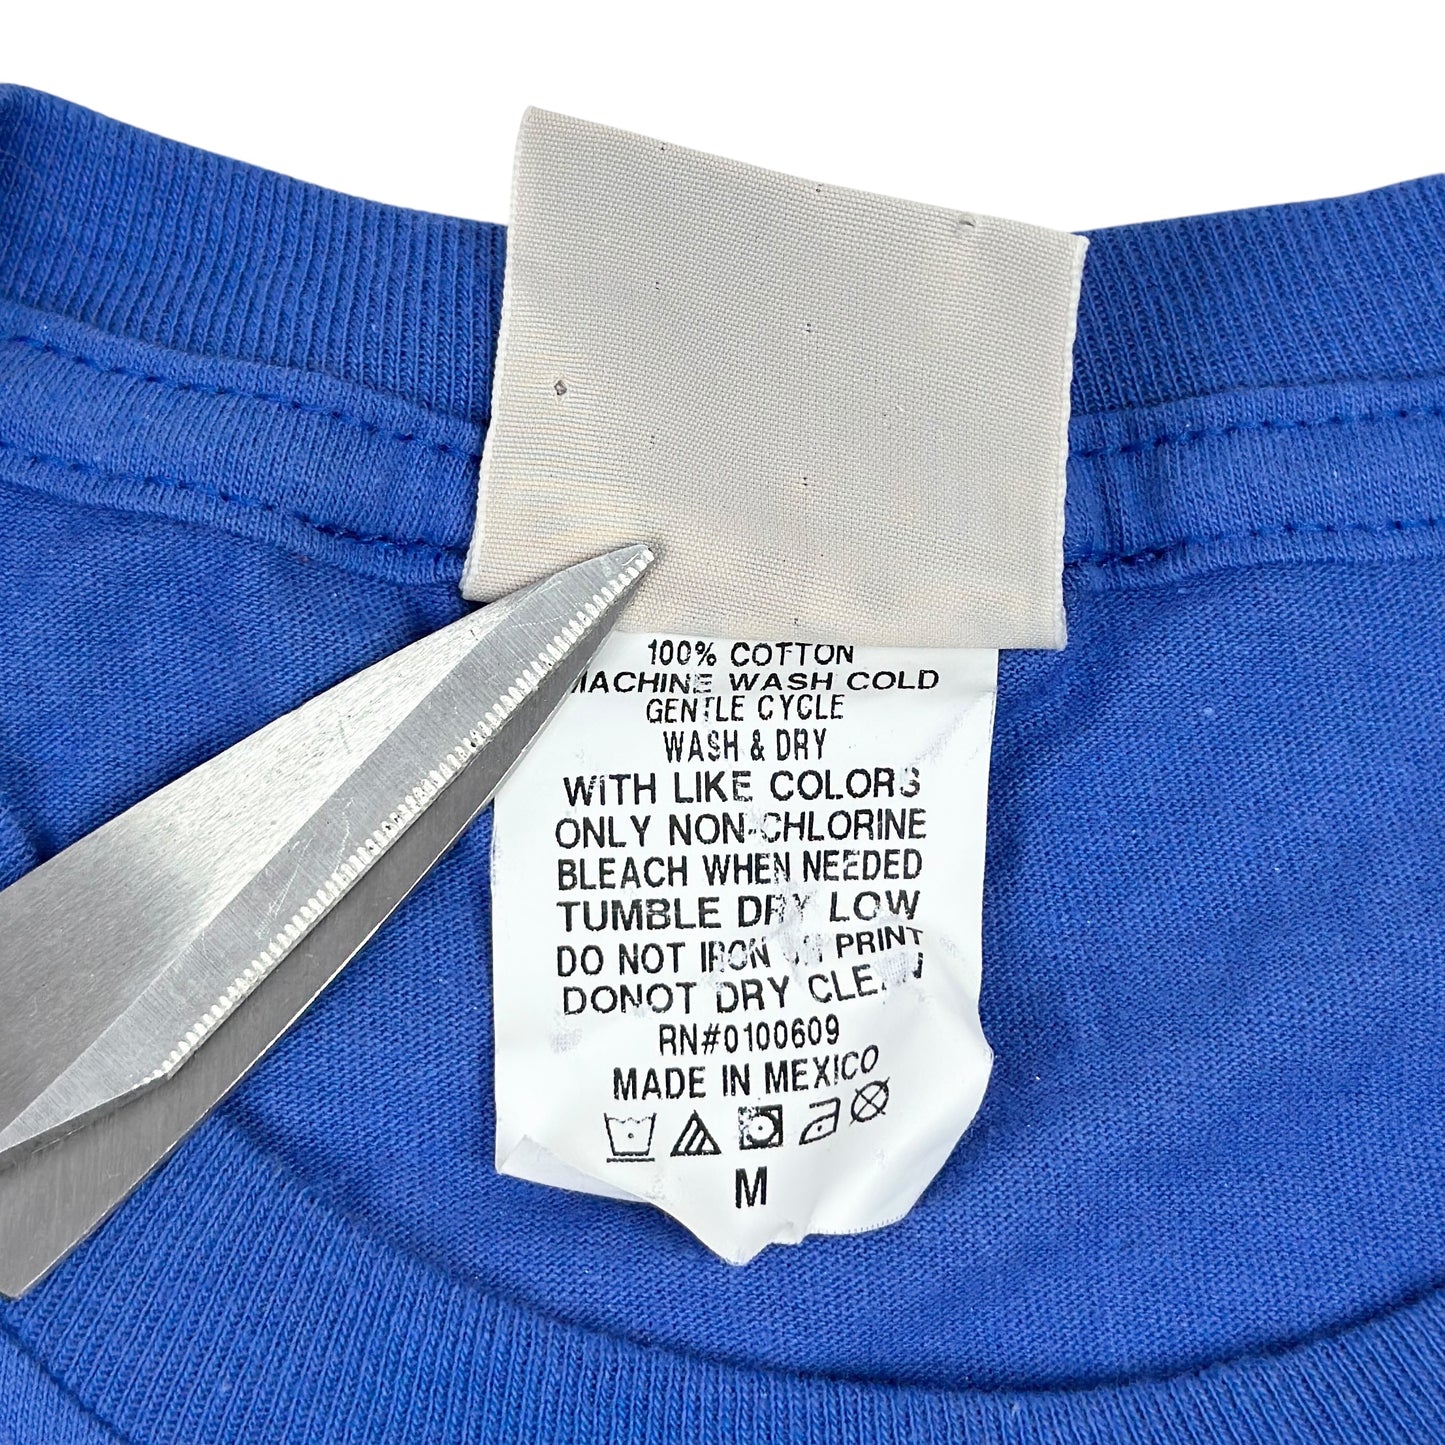 100% COTTON
MACHINE WASH COLD
GENTLE CYCLE
WASH & DRY
WITH LIKE COLORS
ONLY NON-CHLORINE
BLEACH WHEN NEEDED
TUMBLE DRY LOW
DO NOT IRON PRINT
DONOT DRY CLEAN
RN#0100609
MADE IN MEXICO
M